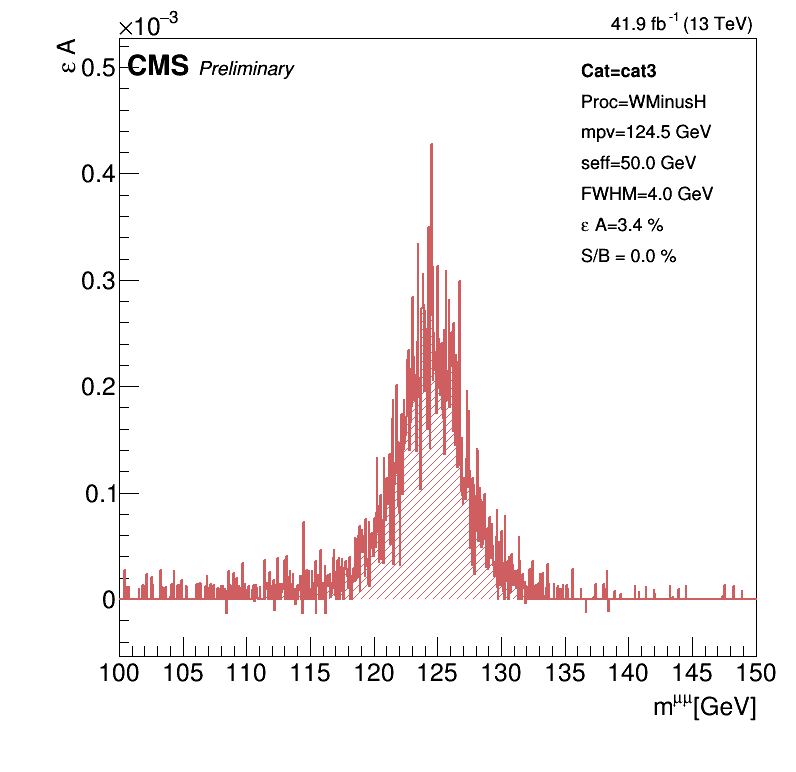 ×10⁻³
41.9 fb⁻¹ (13 TeV)
ε A
CMS Preliminary
Cat=cat3
Proc=WMinusH
mpv=124.5 GeV
seff=50.0 GeV
FWHM=4.0 GeV
ε A=3.4 %
S/B = 0.0 %
0.5
0.4
0.3
0.2
0.1
0
100 105 110 115 120 125 130 135 140 145 150
m^μμ[GeV]